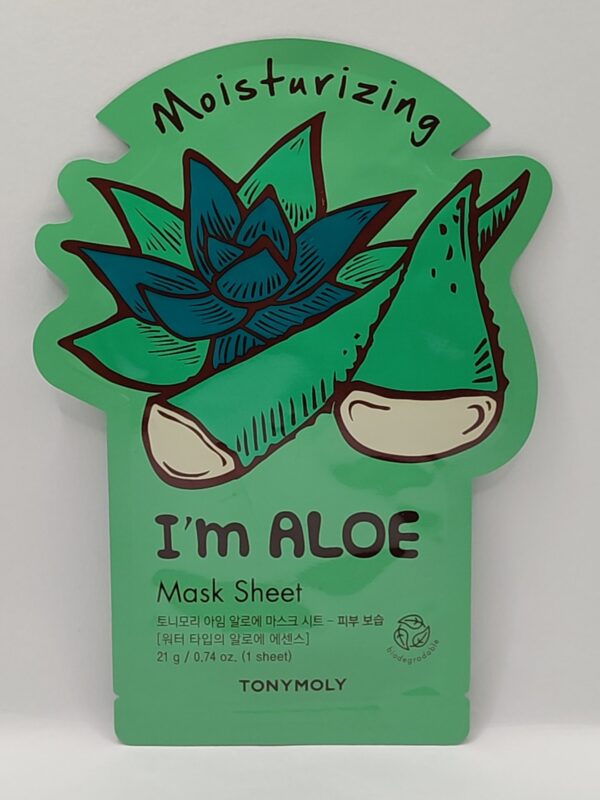 Moisturizing
I'm ALOE
Mask Sheet
토니모리 아임 알로에 마스크 시트 - 피부 보습
[워터 타입의 알로에 에센스]
21 g / 0.74 oz. (1 sheet)
biodegradable
TONYMOLY